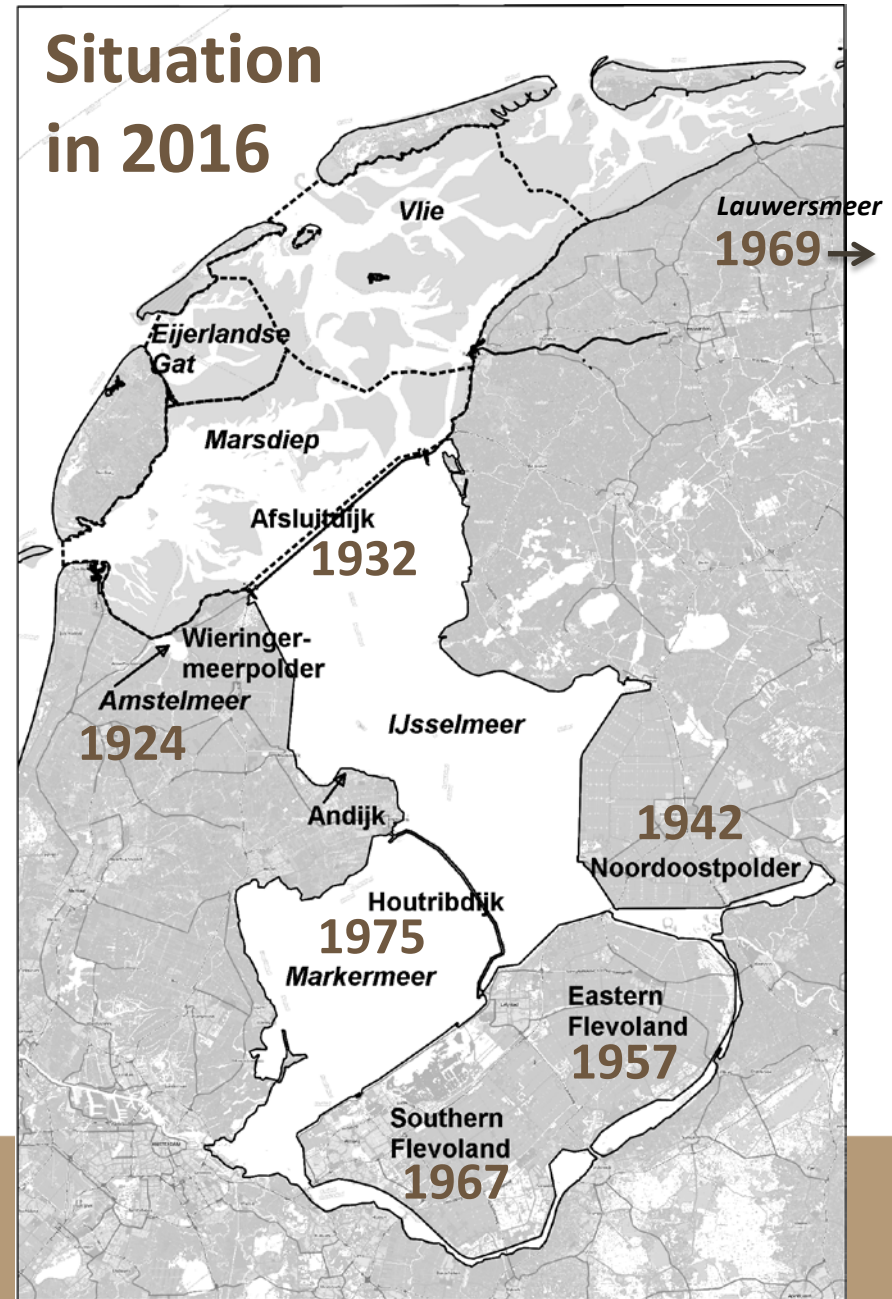 Situation
in 2016
Vlie
Lauwersmeer
1969
Eijerlandse
Gat
Marsdiep
Afsluitdijk
1932
Wieringer-
meerpolder
Amstelmeer
1924
IJsselmeer
Andijk
1942
Noordoostpolder
Houtribdijk
1975
Markermeer
Eastern
Flevoland
1957
Southern
Flevoland
1967